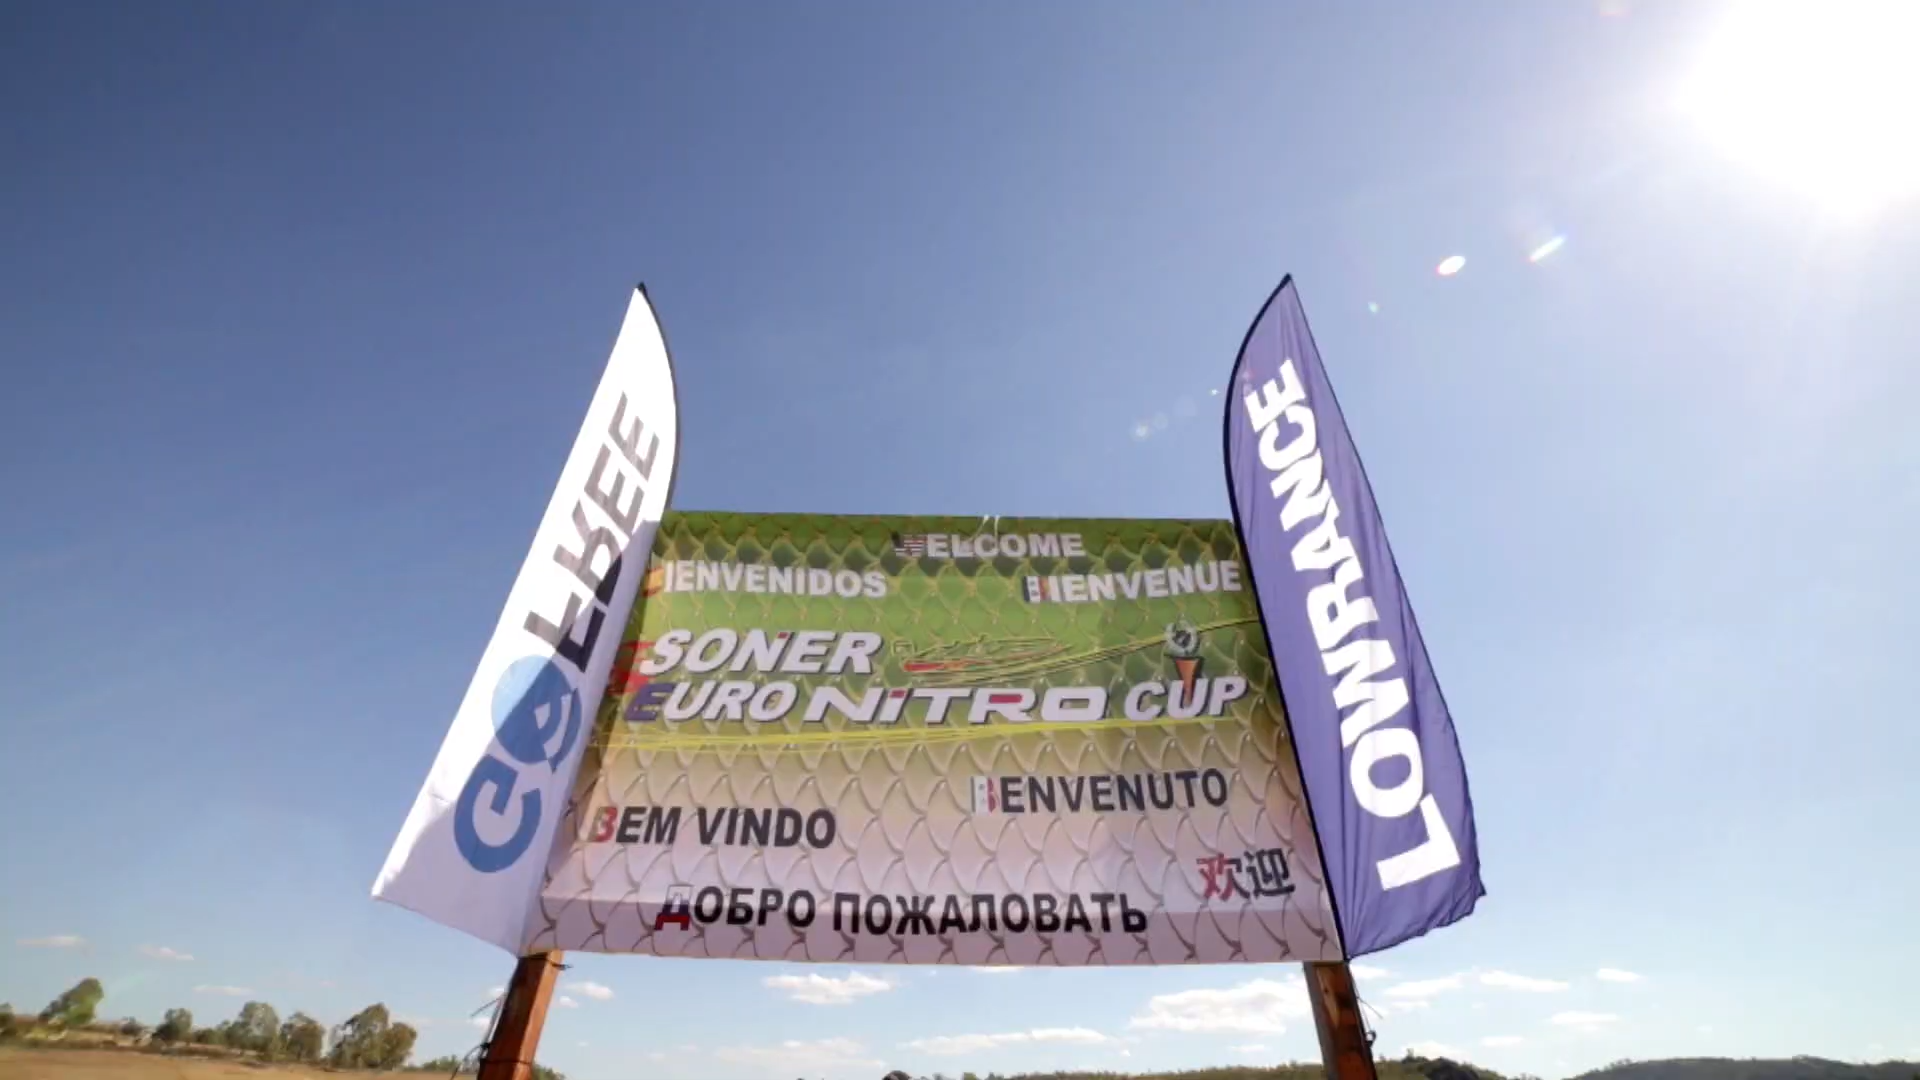 WELCOME
BIENVENIDOS
BIENVENUE
SONER
EURO NiTRO CUP
BENVENUTO
BEM VINDO
欢迎
ДОБРО ПОЖАЛОВАТЬ
LOWRANCE